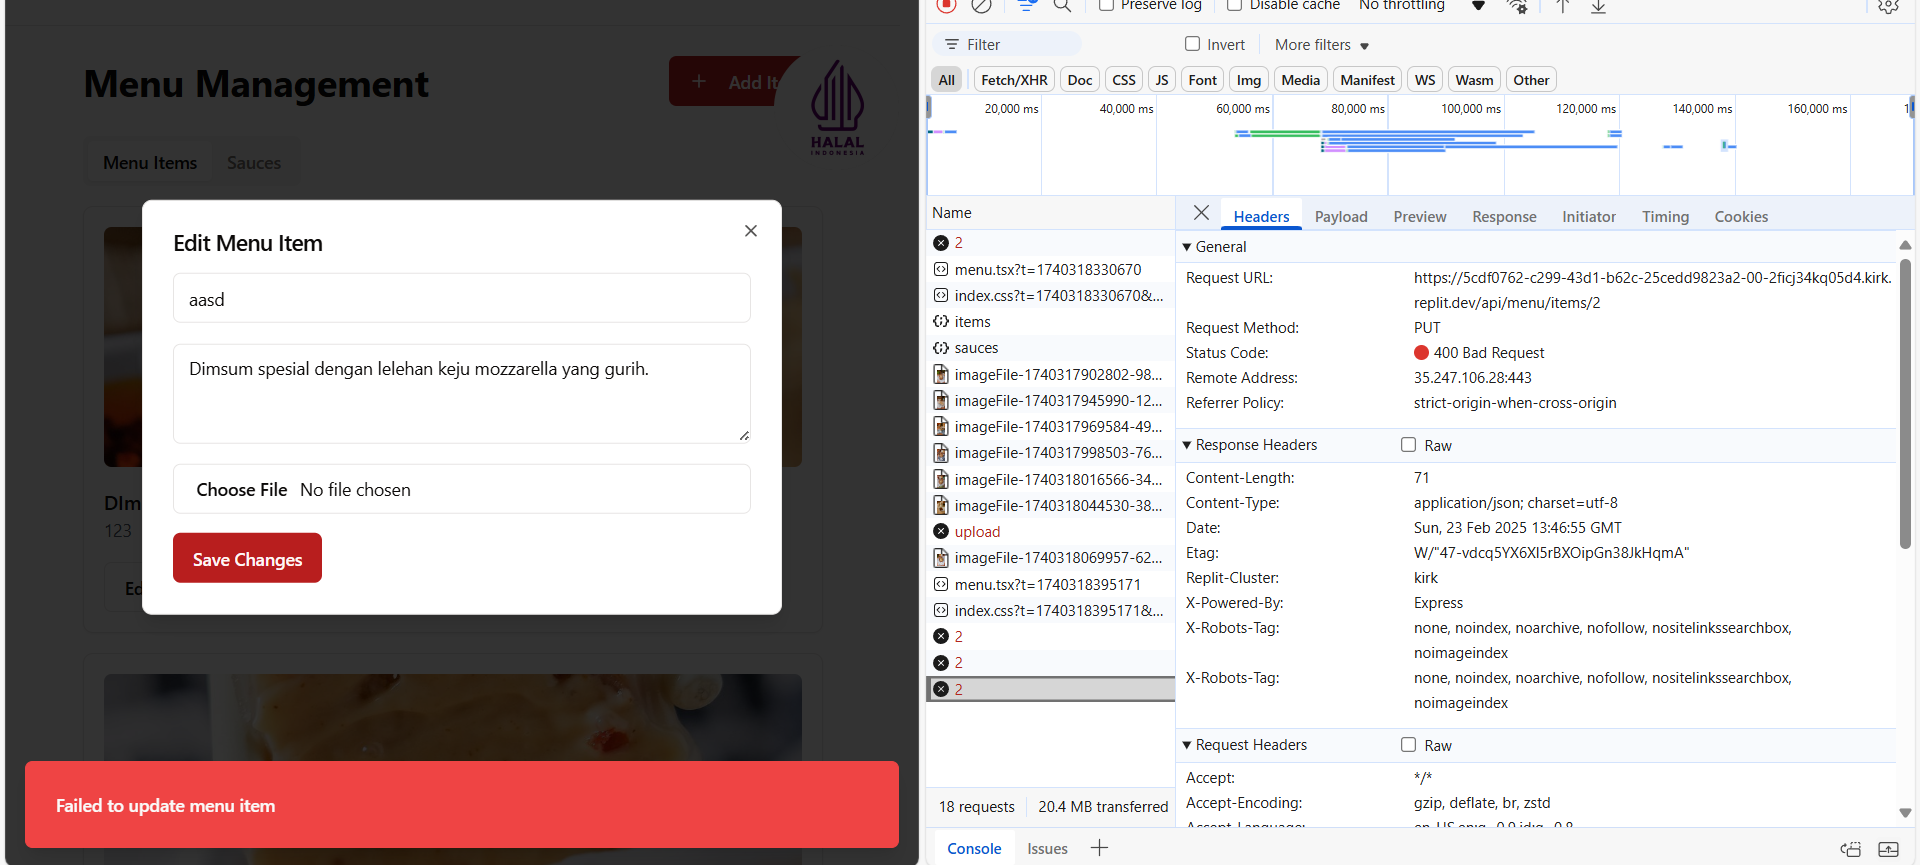 Menu Management
+ Add It
HALAL
INDONESIA
Menu Items
Sauces
Edit Menu Item
aasd
Dimsum spesial dengan lelehan keju mozzarella yang gurih.
Choose File No file chosen
Save Changes
DIm
123
Ed
Failed to update menu item
Preserve log
Disable cache
No throttling
Filter
Invert
More filters
All
Fetch/XHR
Doc
CSS
JS
Font
Img
Media
Manifest
WS
Wasm
Other
20,000 ms
40,000 ms
60,000 ms
80,000 ms
100,000 ms
120,000 ms
140,000 ms
160,000 ms
1
Name
2
menu.tsx?t=1740318330670
index.css?t=1740318330670&...
items
sauces
imageFile-1740317902802-98...
imageFile-1740317945990-12...
imageFile-1740317969584-49...
imageFile-1740317998503-76...
imageFile-1740318016566-34...
imageFile-1740318044530-38...
upload
imageFile-1740318069957-62...
menu.tsx?t=1740318395171
index.css?t=1740318395171&...
2
2
2
18 requests
20.4 MB transferred
Headers
Payload
Preview
Response
Initiator
Timing
Cookies
General
Request URL: https://5cdf0762-c299-43d1-b62c-25cedd9823a2-00-2ficj34kq05d4.kirk.
replit.dev/api/menu/items/2
Request Method: PUT
Status Code: 400 Bad Request
Remote Address: 35.247.106.28:443
Referrer Policy: strict-origin-when-cross-origin
Response Headers
Raw
Content-Length: 71
Content-Type: application/json; charset=utf-8
Date: Sun, 23 Feb 2025 13:46:55 GMT
Etag: W/"47-vdcq5YX6XI5rBXOipGn38JkHqmA"
Replit-Cluster: kirk
X-Powered-By: Express
X-Robots-Tag: none, noindex, noarchive, nofollow, nositelinkssearchbox,
noimageindex
X-Robots-Tag: none, noindex, noarchive, nofollow, nositelinkssearchbox,
noimageindex
Request Headers
Raw
Accept: */*
Accept-Encoding: gzip, deflate, br, zstd
Accept-Language:
Console
Issues